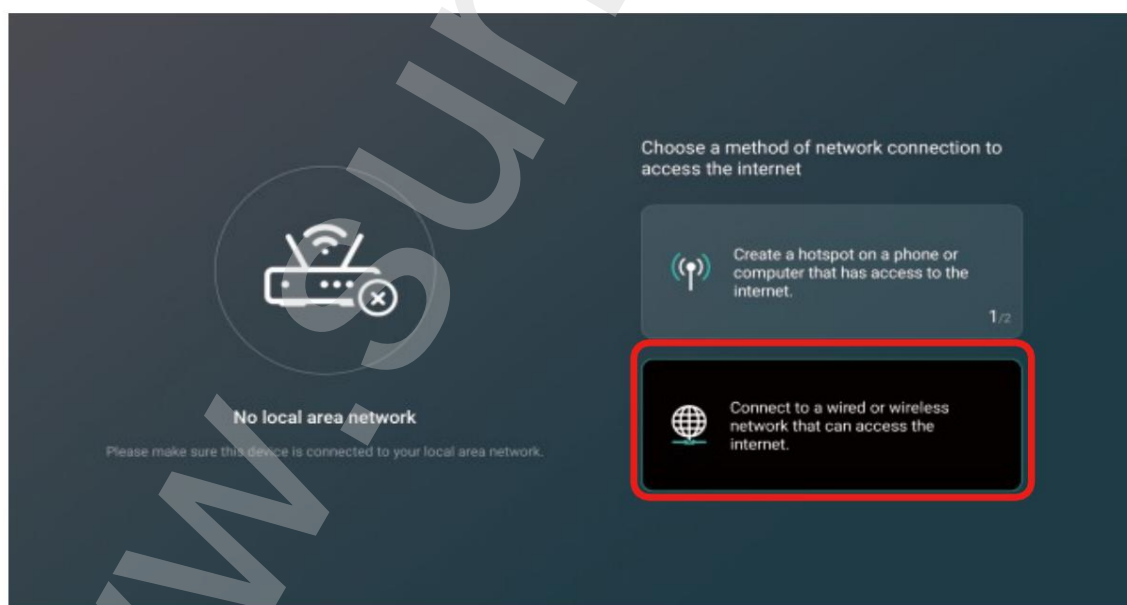 Choose a method of network connection to
access the internet
Create a hotspot on a phone or
computer that has access to the
internet.
1/2
No local area network
Please make sure this device is connected to your local area network.
Connect to a wired or wireless
network that can access the
internet.
www.sun